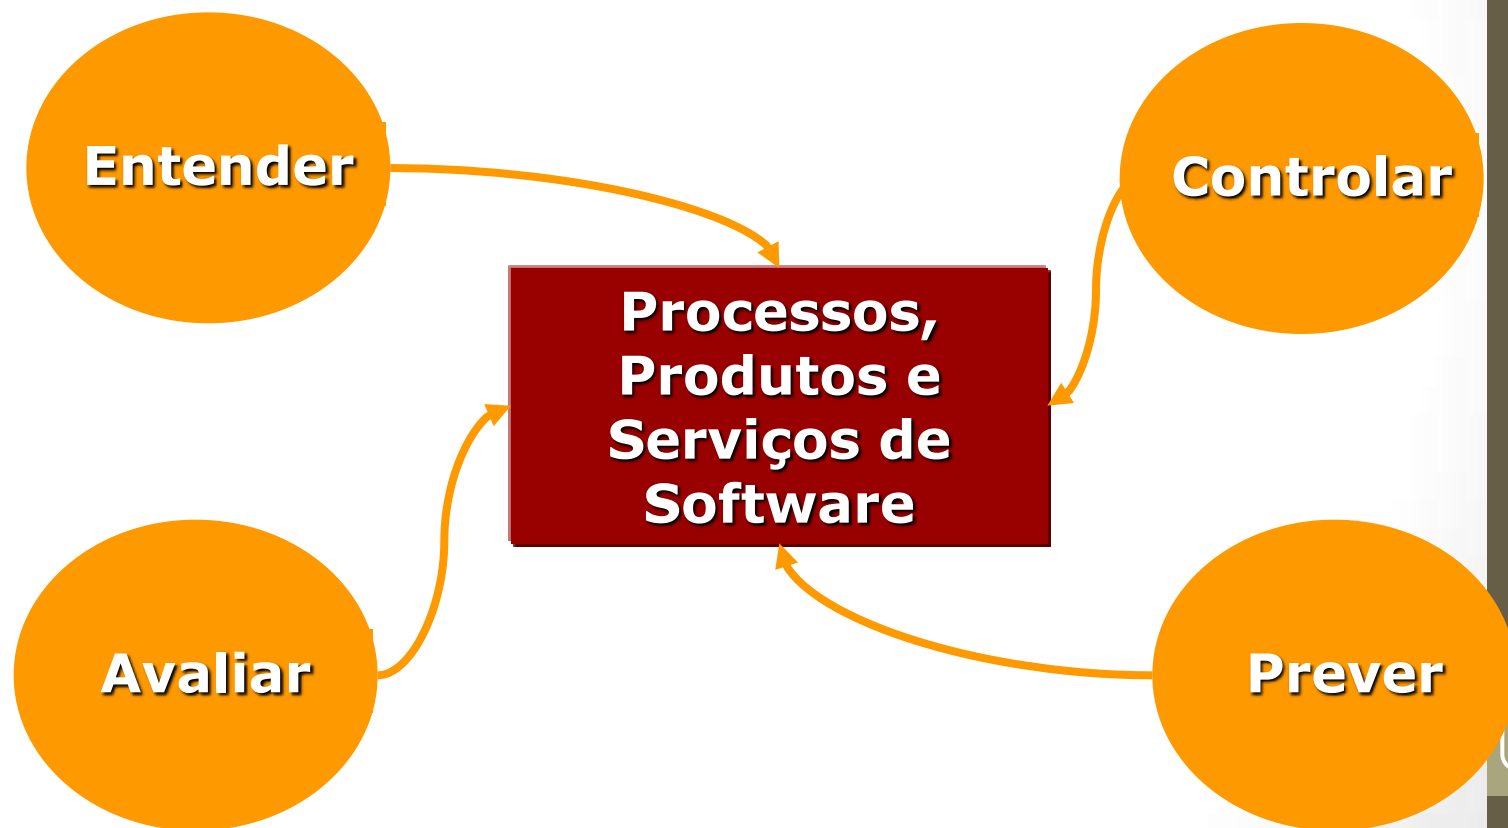 Entender
Controlar
Processos,
Produtos e
Serviços de
Software
Avaliar
Prever